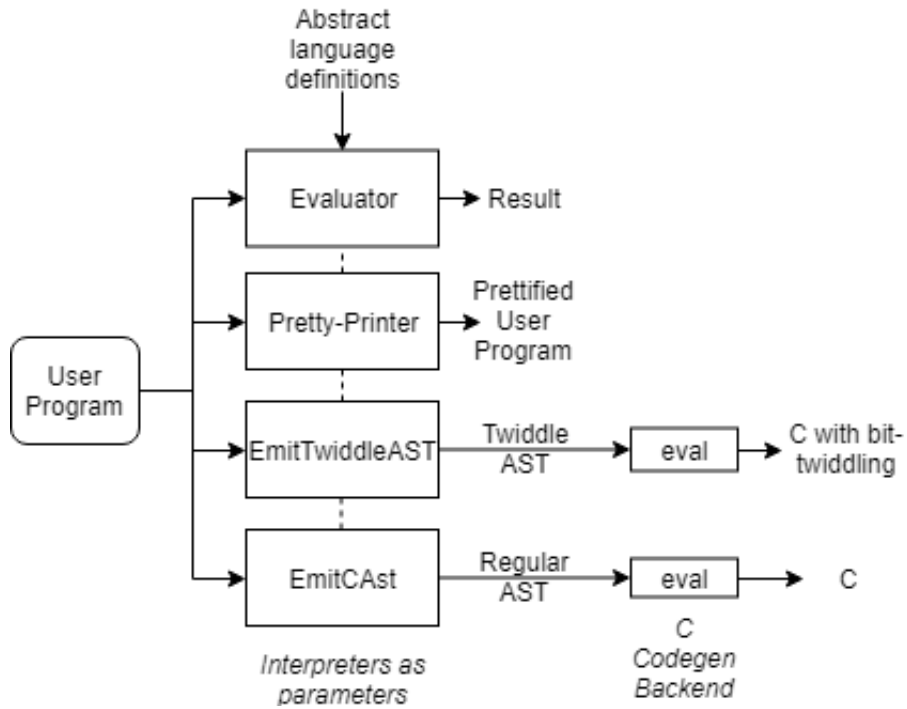 Abstract
language
definitions
Evaluator
Result
Pretty-Printer
Prettified
User
Program
User
Program
EmitTwiddleAST
Twiddle
AST
eval
C with bit-
twiddling
EmitCAst
Regular
AST
eval
C
Interpreters as
parameters
C
Codegen
Backend